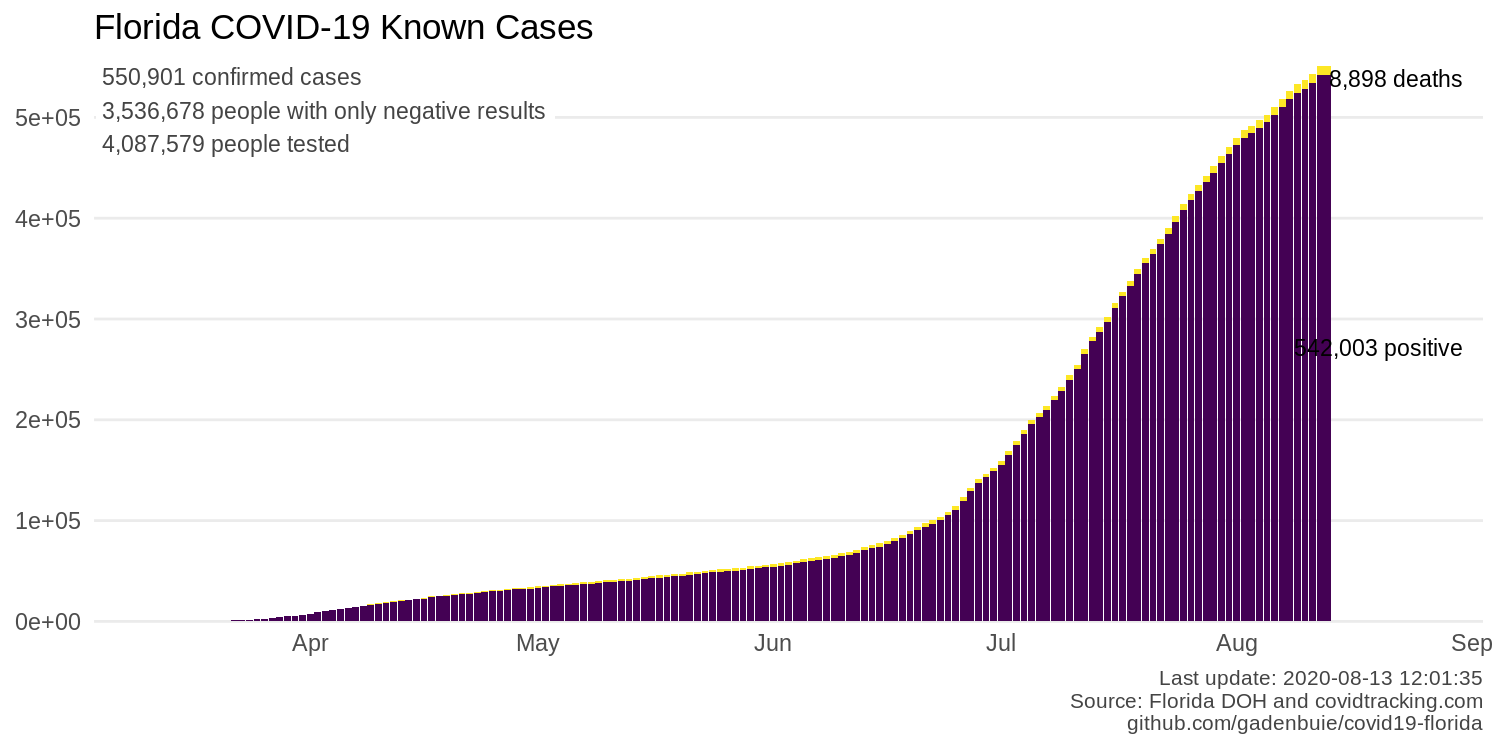 Florida COVID-19 Known Cases
550,901 confirmed cases
3,536,678 people with only negative results
4,087,579 people tested
8,898 deaths
542,003 positive
5e+05
4e+05
3e+05
2e+05
1e+05
0e+00
Apr May Jun Jul Aug Sep
Last update: 2020-08-13 12:01:35
Source: Florida DOH and covidtracking.com
github.com/gadenbuie/covid19-florida